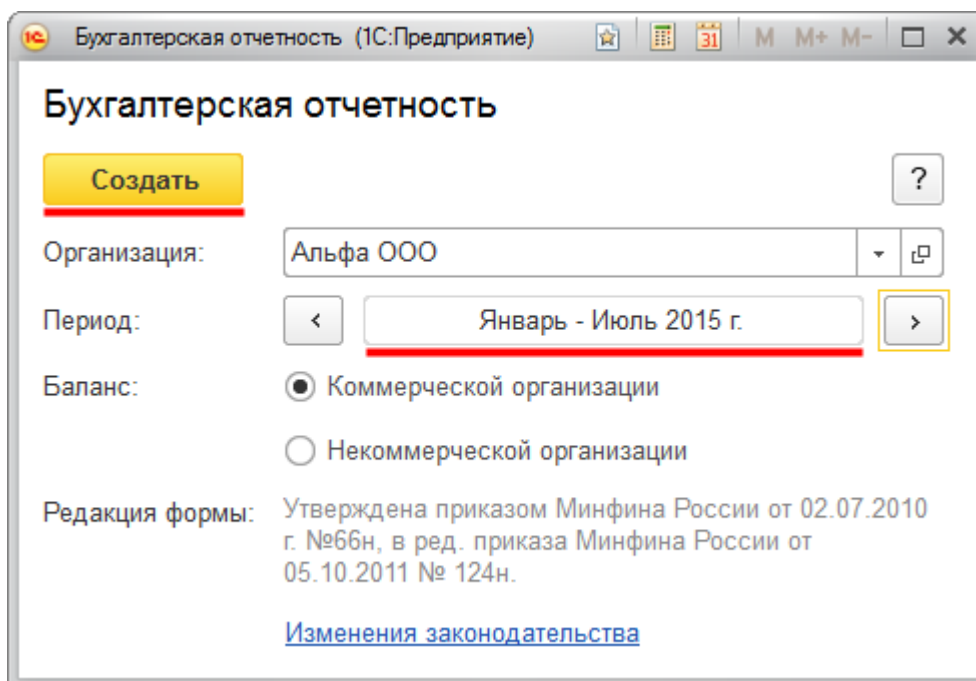 1С Бухгалтерская отчетность (1С:Предприятие) 31 M M+ M-
Бухгалтерская отчетность
Создать ?
Организация: Альфа ООО
Период: < Январь - Июль 2015 г. >
Баланс: Коммерческой организации
Некоммерческой организации
Редакция формы: Утверждена приказом Минфина России от 02.07.2010
г. №66н, в ред. приказа Минфина России от
05.10.2011 № 124н.
Изменения законодательства